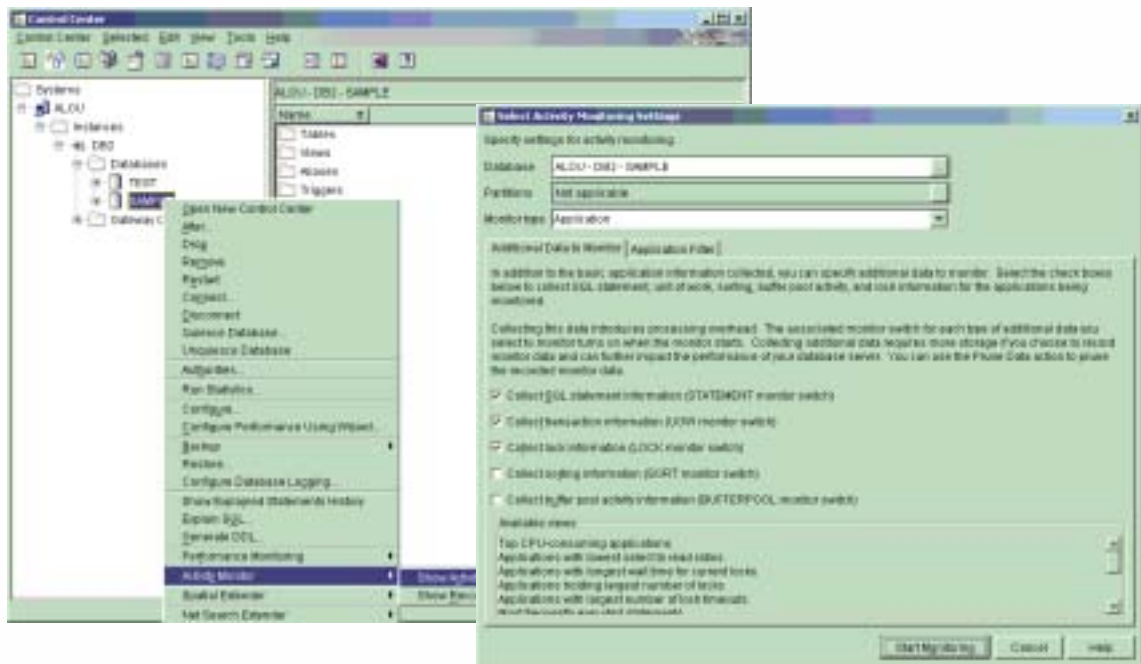 Control Center
Control Center Selected Edit View Tools Help
Systems
ALOU
Instances
DB2
Databases
TEST
SAMPLE
Gateway
ALOU - DB2 - SAMPLE
Name
Tables
Views
Aliases
Triggers
Open New Control Center
Alter...
Drop
Remove
Restart
Connect...
Disconnect
Quiesce Database
Unquiesce Database
Authorities...
Run Statistics...
Configure...
Configure Performance Using Wizard...
Backup
Restore...
Configure Database Logging...
Show Explained Statements History
Explain SQL...
Generate DDL...
Performance Monitoring
Activity Monitor
Spatial Extender
Net Search Extender
Show
Show
Select Activity Monitoring Settings
Specify settings for activity monitoring.
Database ALOU - DB2 - SAMPLE
Partitions Not applicable
Monitor type Application
Additional Data to Monitor Application Filter
In addition to the basic application information collected, you can specify additional data to monitor. Select the check boxes
below to collect SQL statement, unit of work, sorting, buffer pool activity, and lock information for the applications being
monitored.
Collecting this data introduces processing overhead. The associated monitor switch for each type of additional data you
select to monitor turns on when the monitor starts. Collecting additional data requires more storage if you choose to record
monitor data and can further impact the performance of your database server. You can use the Prune Data action to prune
the recorded monitor data.
Collect SQL statement information (STATEMENT monitor switch)
Collect transaction information (UOW monitor switch)
Collect lock information (LOCK monitor switch)
Collect sorting information (SORT monitor switch)
Collect buffer pool activity information (BUFFERPOOL monitor switch)
Available views
Top CPU-consuming applications
Applications with lowest select to read ratios
Applications with longest wait time for current locks
Applications holding largest number of locks
Applications with largest number of lock timeouts
Most frequently executed statements
Start Monitoring Cancel Help